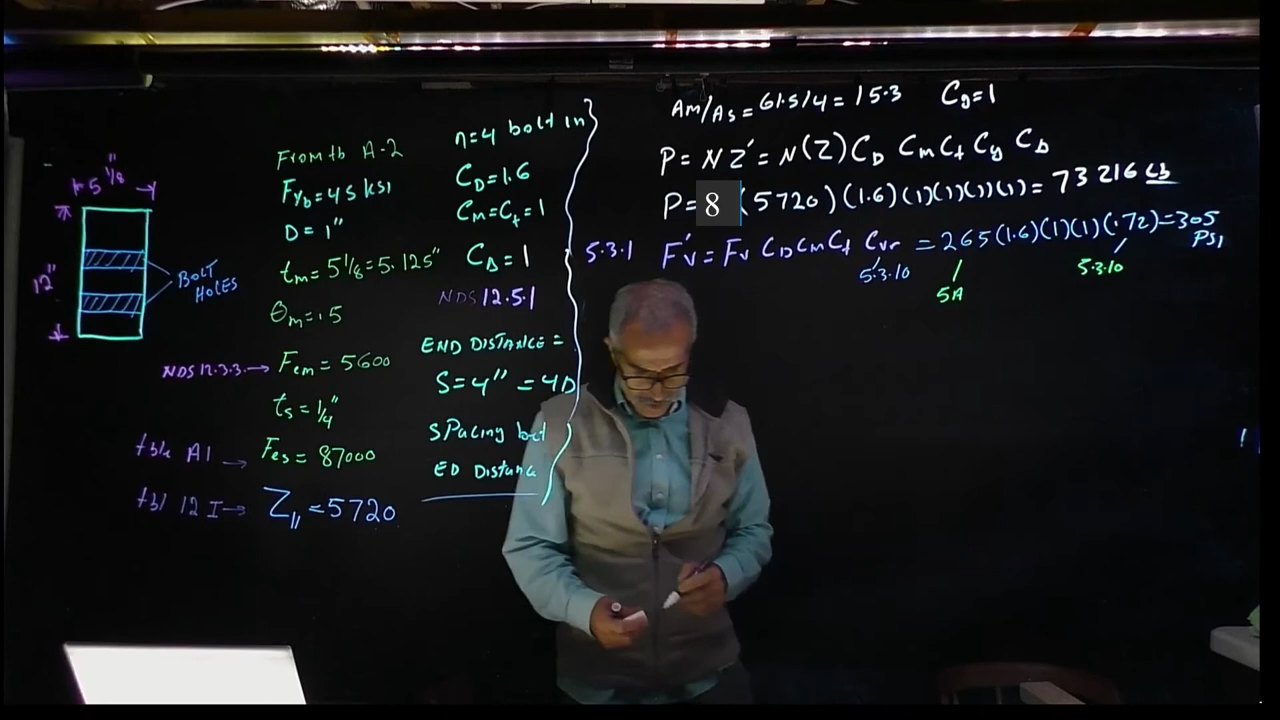 5 1/8"
12"
BOLT
HOLES
From tb A-2
Fyb=45 ksi
D=1"
tm=5 1/8=5.125"
θm=.5
NDS 12.3.3.→ Fem=5600
ts=1/4"
tble A1 → Fes=87000
tbl 12 I→ Z∥=5720
n=4 bolt in
CD=1.6
CM=Ct=1
CΔ=1
NDS 12.5.1
END DISTANCE=
S=4"=4D
SPacing bot
ED Distanc
Am/As=61.5/4=15.3 Cg=1
P=NZ'=N(Z)CD Cm Ct Cg CΔ
P=8(5720)(1.6)(1)(1)(1)(1)=73216 Lb
5.3.1 F'v=Fv CD Cm Ct Cvr=265(1.6)(1)(1)(.72)=305 PSI
5.3.10 5A 5.3.10